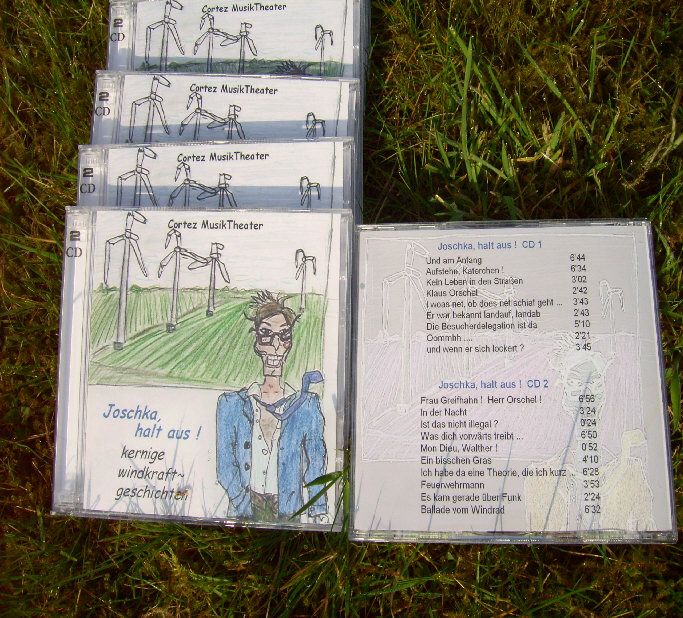 2
CD
Cortez MusikTheater
2
CD
Cortez MusikTheater
2
CD
Cortez MusikTheater
2
CD
Cortez MusikTheater
Joschka,
halt aus !
kernige
windkraft~
geschichten
Joschka, halt aus ! CD 1
Und am Anfang 6'44
Aufstehn, Katerchen ! 6'34
Kein Leben in den Straßen 3'02
Klaus Orschel 2'42
I woas net, ob does net schiaf geht ... 3'43
Er war bekannt landauf, landab 2'43
Die Besucherdelegation ist da 5'10
Oommhh .... 2'21
und wenn er sich lockert ? 3'45
Joschka, halt aus ! CD 2
Frau Greifhahn ! Herr Orschel ! 6'56
In der Nacht 3'24
Ist das nicht illegal ? 0'24
Was dich vorwärts treibt ... 6'50
Mon Dieu, Walther ! 0'52
Ein bisschen Gras 4'10
Ich habe da eine Theorie, die ich kurz ... 6'28
Feuerwehrmann 3'53
Es kam gerade über Funk 2'24
Ballade vom Windrad 6'32